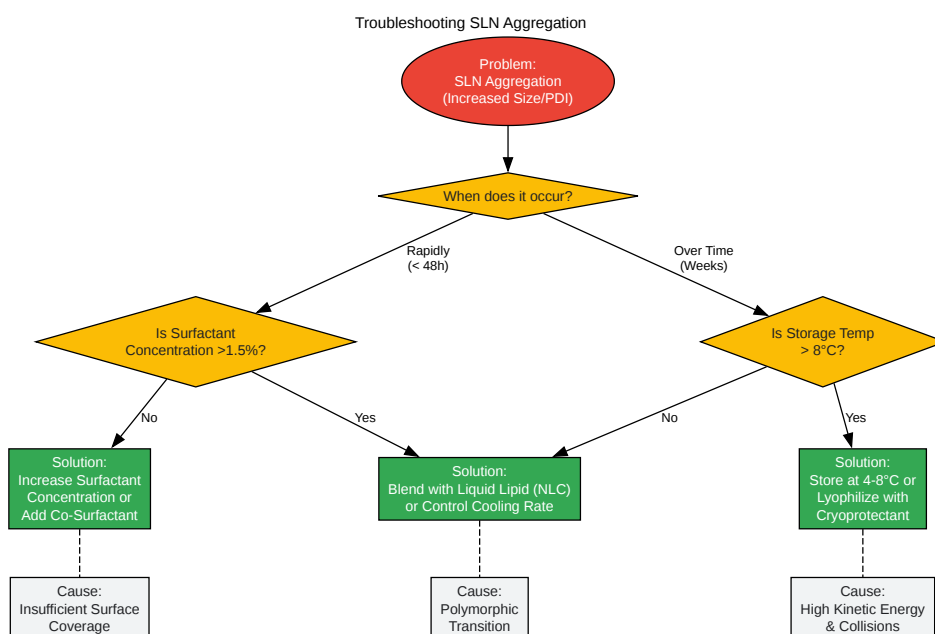 Troubleshooting SLN Aggregation
Problem:
SLN Aggregation
(Increased Size/PDI)
When does it occur?
Rapidly
(< 48h)
Over Time
(Weeks)
Is Surfactant
Concentration >1.5%?
Is Storage Temp
> 8°C?
No
Yes
No
Yes
Solution:
Increase Surfactant
Concentration or
Add Co-Surfactant
Solution:
Blend with Liquid Lipid (NLC)
or Control Cooling Rate
Solution:
Store at 4-8°C or
Lyophilize with
Cryoprotectant
Cause:
Insufficient Surface
Coverage
Cause:
Polymorphic
Transition
Cause:
High Kinetic Energy
& Collisions